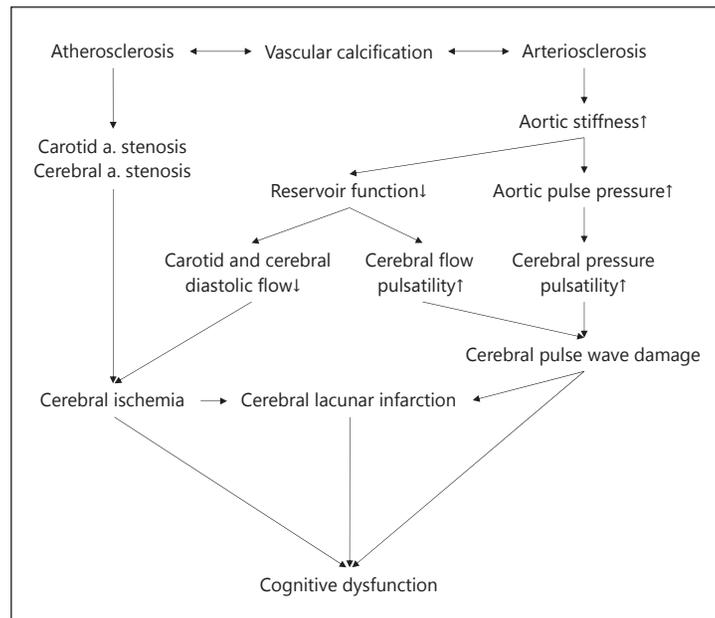 Atherosclerosis
Vascular calcification
Arteriosclerosis
Aortic stiffness↑
Carotid a. stenosis
Cerebral a. stenosis
Reservoir function↓
Aortic pulse pressure↑
Carotid and cerebral
diastolic flow↓
Cerebral flow
pulsatility↑
Cerebral pressure
pulsatility↑
Cerebral pulse wave damage
Cerebral ischemia
Cerebral lacunar infarction
Cognitive dysfunction